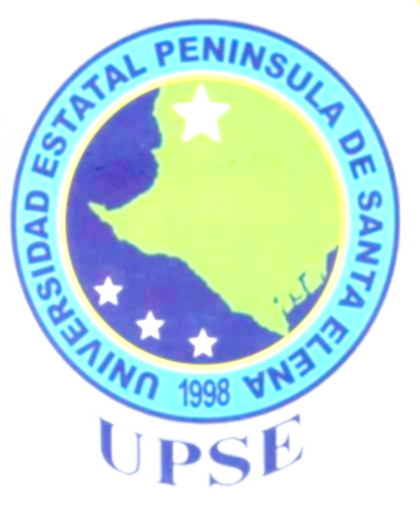 UNIVERSIDAD ESTATAL PENINSULA DE SANTA ELENA
1998
UPSE